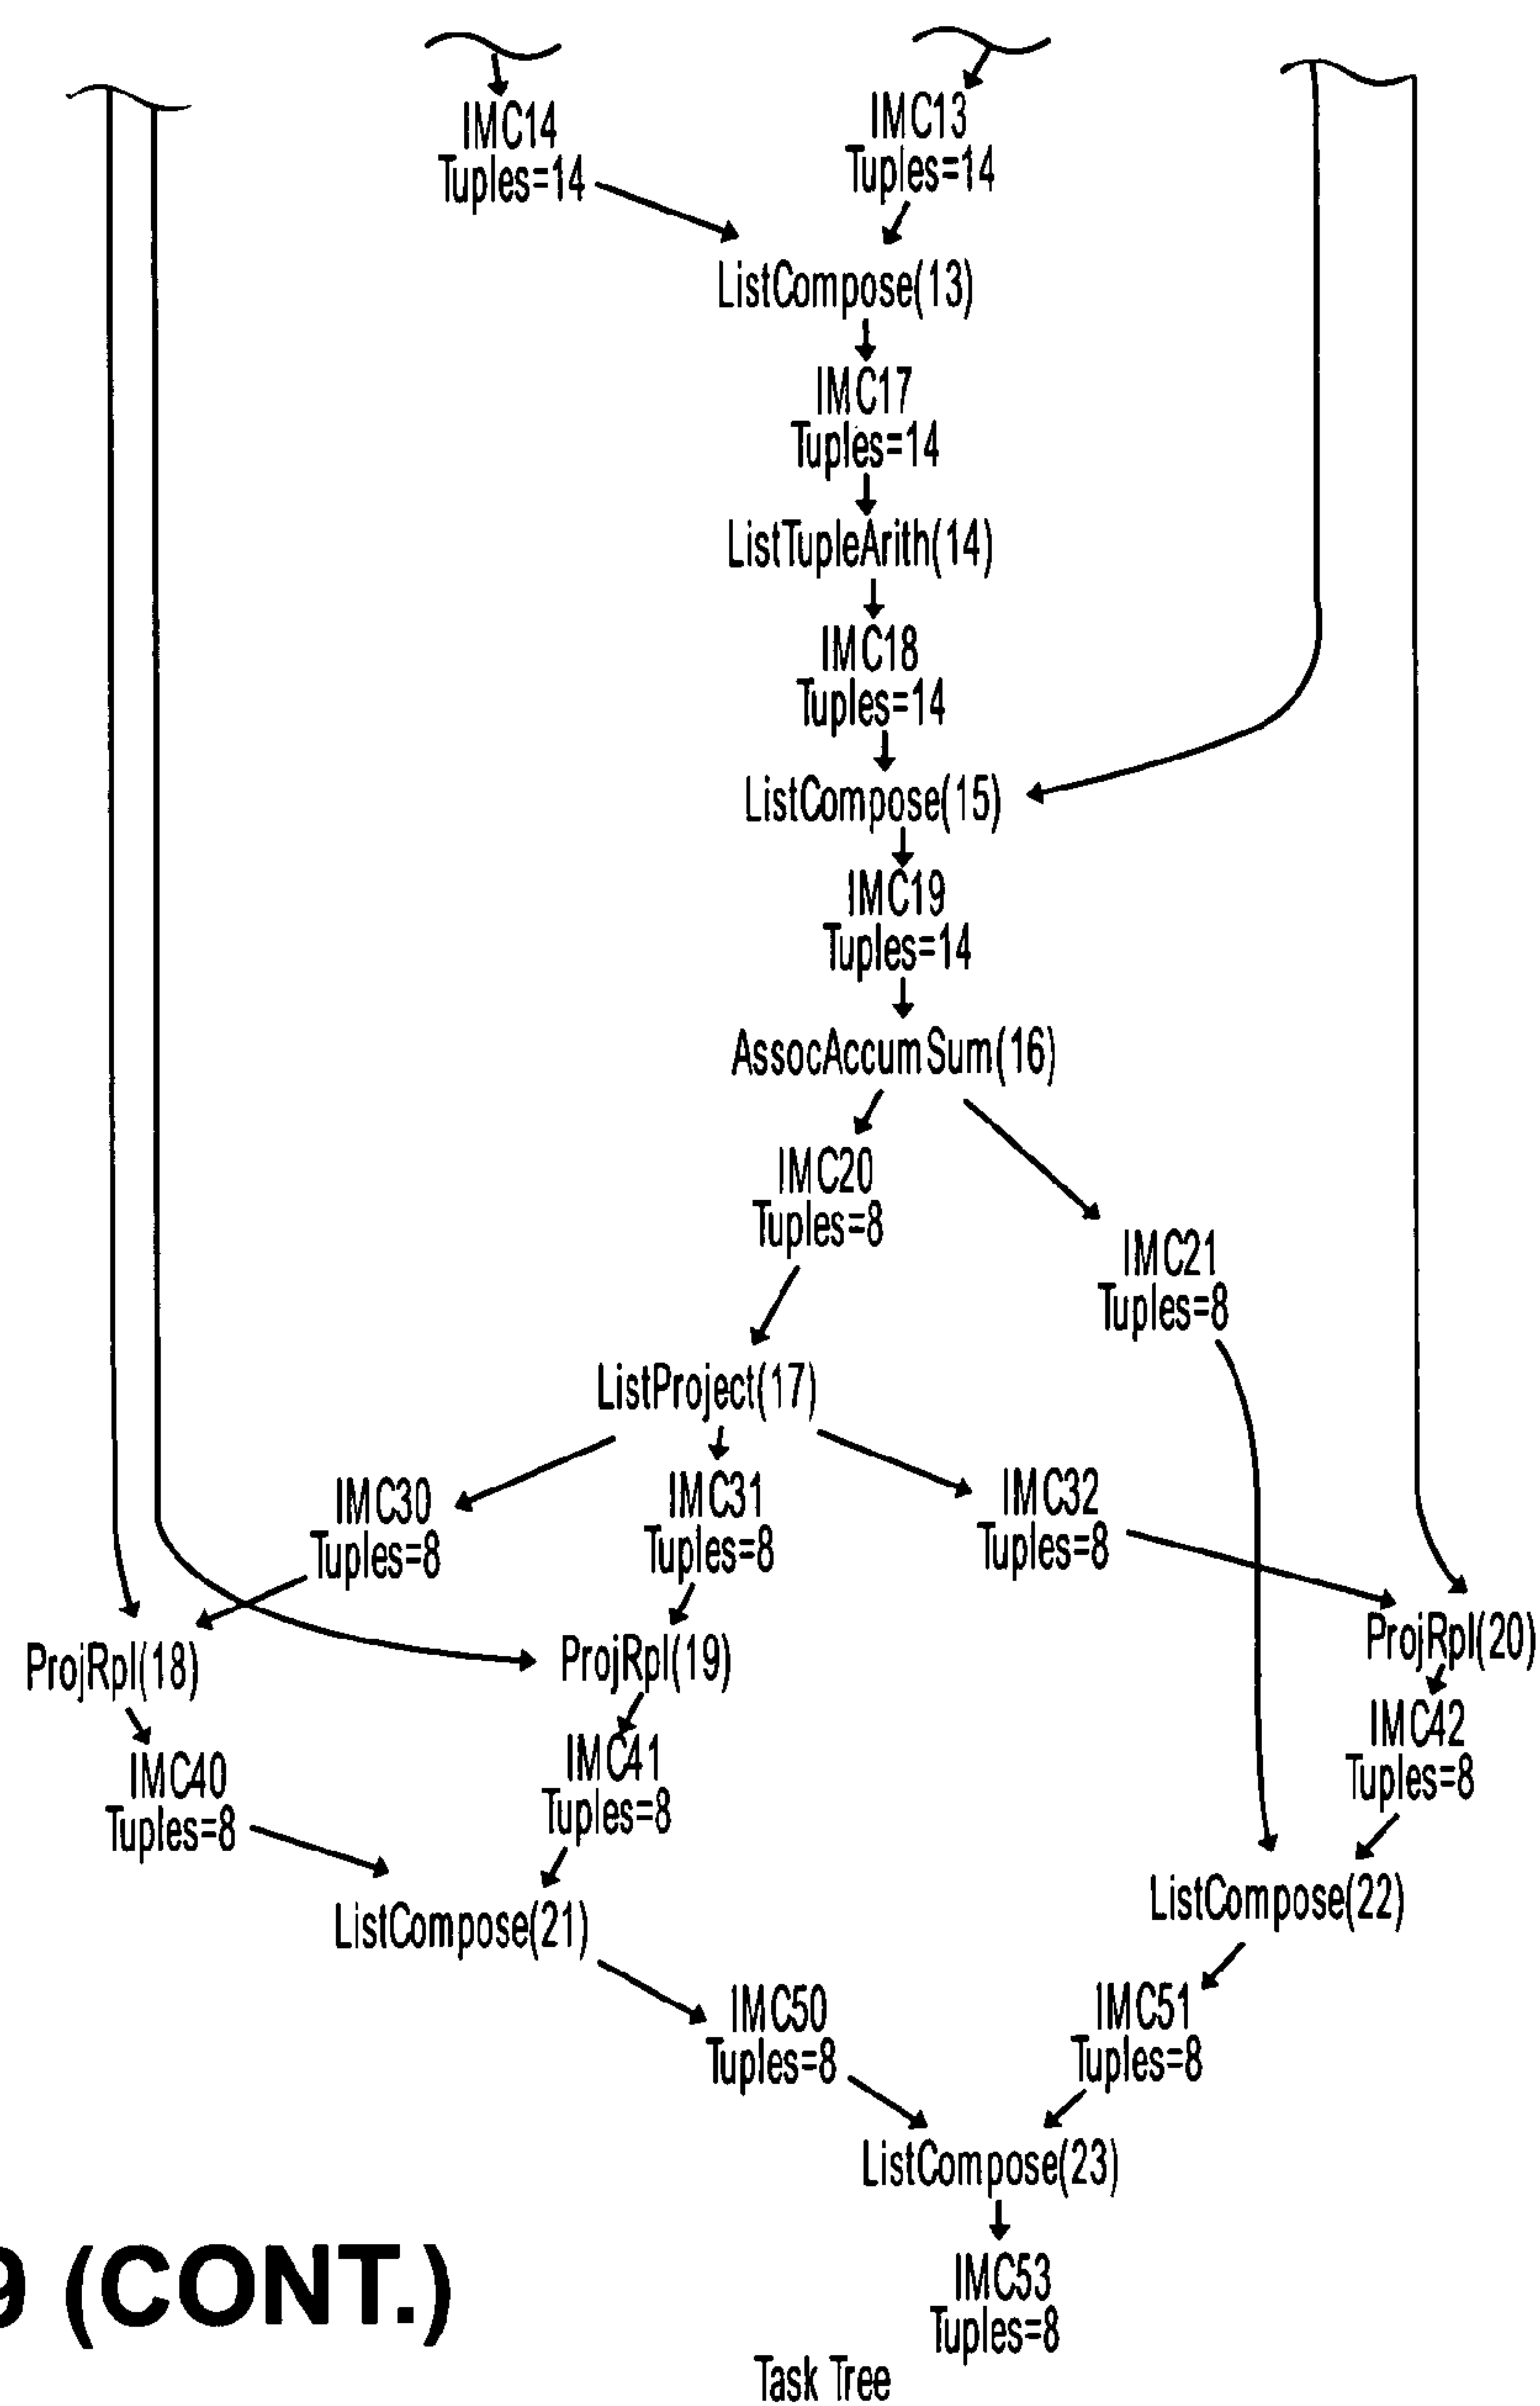 IMC14
Tuples=14
IMC13
Tuples=14
ListCompose(13)
IMC17
Tuples=14
ListTupleArith(14)
IMC18
Tuples=14
ListCompose(15)
IMC19
Tuples=14
AssocAccumSum(16)
IMC20
Tuples=8
IMC21
Tuples=8
ListProject(17)
IMC30
Tuples=8
IMC31
Tuples=8
IMC32
Tuples=8
ProjRpl(18)
ProjRpl(19)
ProjRpl(20)
IMC40
Tuples=8
IMC41
Tuples=8
IMC42
Tuples=8
ListCompose(21)
ListCompose(22)
IMC50
Tuples=8
IMC51
Tuples=8
ListCompose(23)
IMC53
Tuples=8
9 (CONT.)
Task Tree